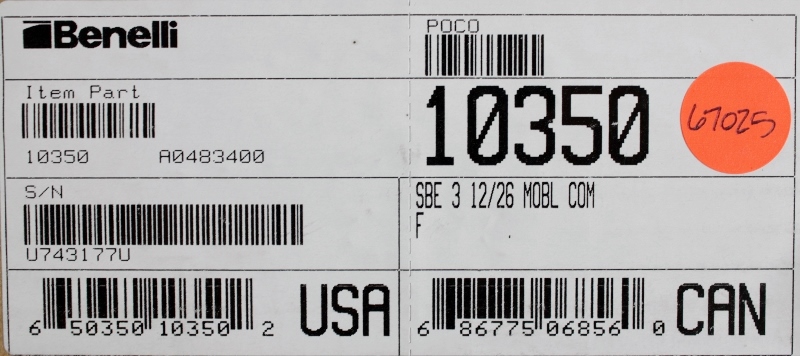 Benelli
POCO
Item Part
10350 A0483400
10350
67025
S/N
U743177U
SBE 3 12/26 MOBL COM
F
6 50350 10350 2 USA
6 86775 06856 0 CAN